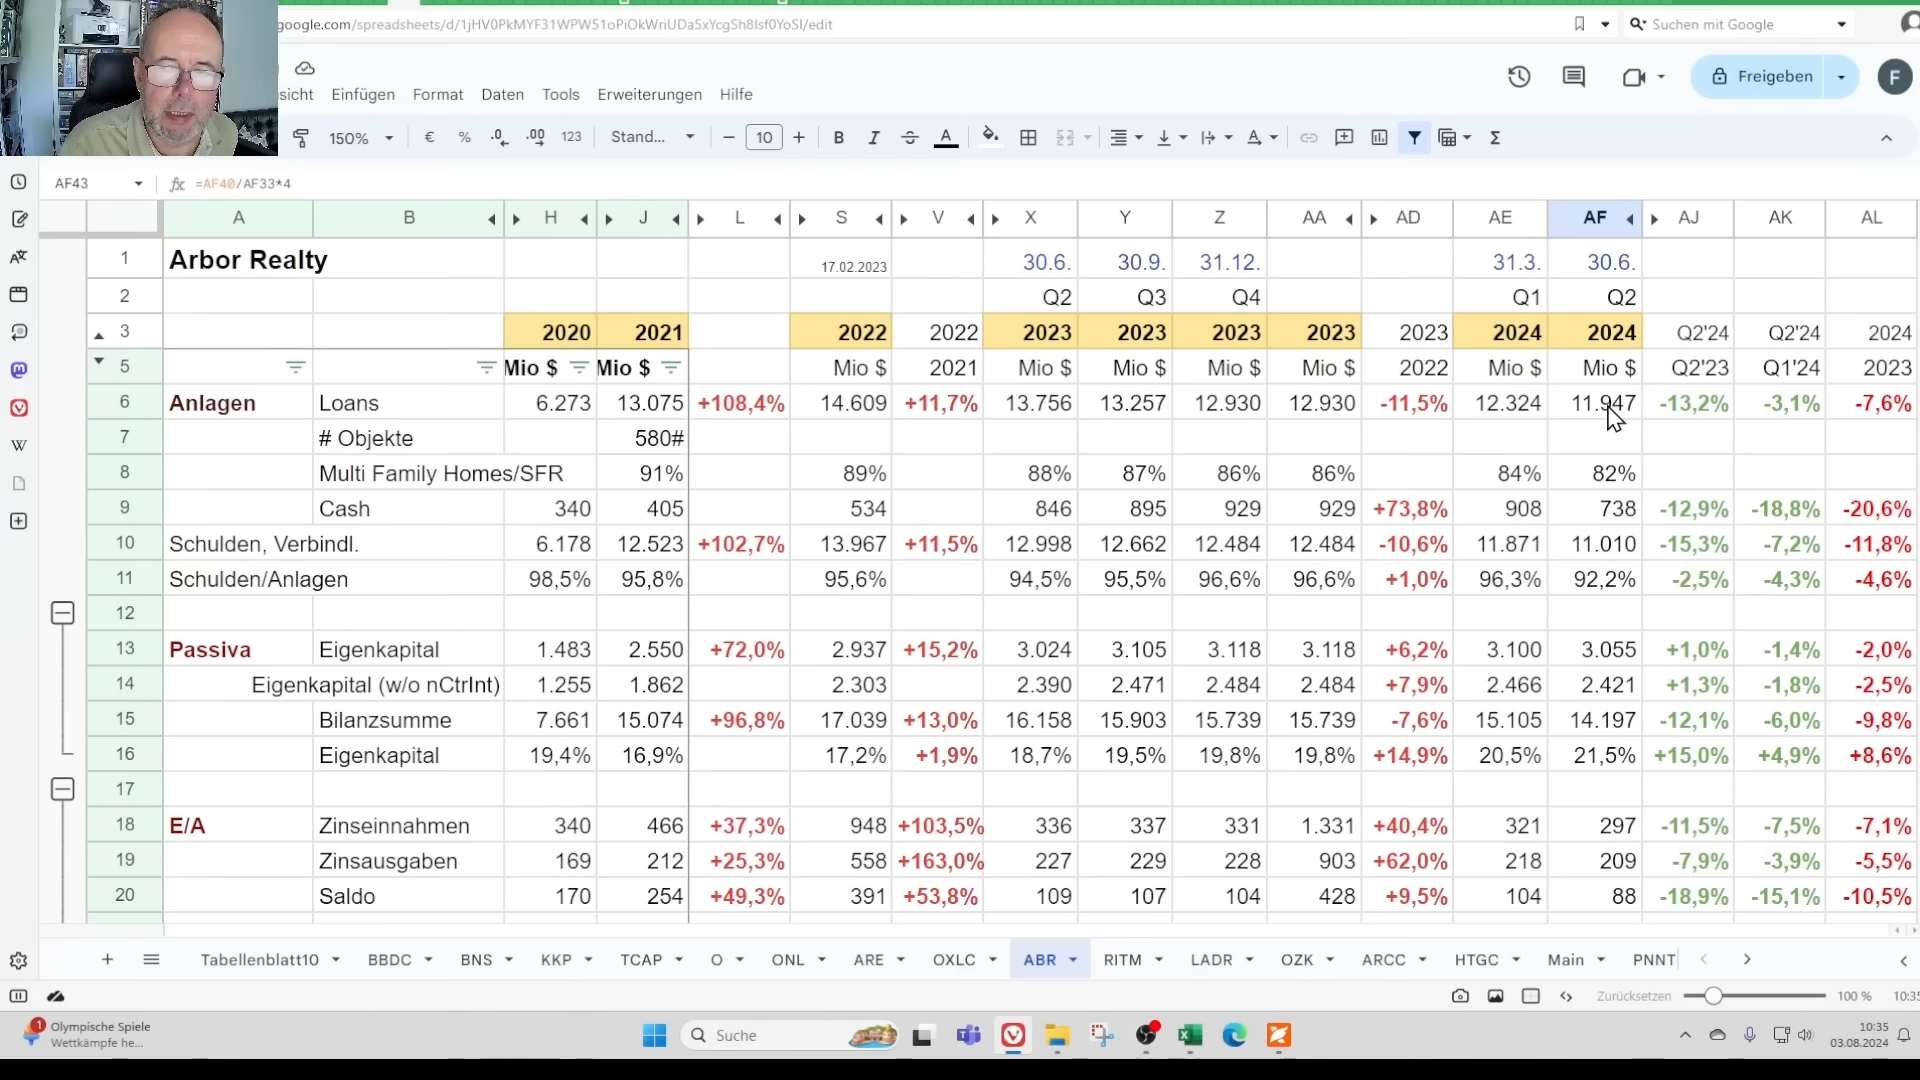 google.com/spreadsheets/d/1jHV0PkMYF31WPW51oPiOkWriUDa5xYcgSh8lsf0YoSI/edit
Suchen mit Google
sicht Einfügen Format Daten Tools Erweiterungen Hilfe
Freigeben
F
150% € % .0 .00 123 Stand... 10 B I A Σ
AF43 fx =AF40/AF33*4
A B H J L S V X Y Z AA AD AE AF AJ AK AL
1 Arbor Realty 17.02.2023 30.6. 30.9. 31.12. 31.3. 30.6.
2 Q2 Q3 Q4 Q1 Q2
3 2020 2021 2022 2022 2023 2023 2023 2023 2023 2024 2024 Q2'24 Q2'24 2024
5 Mio $ Mio $ Mio $ 2021 Mio $ Mio $ Mio $ Mio $ 2022 Mio $ Mio $ Q2'23 Q1'24 2023
6 Anlagen Loans 6.273 13.075 +108,4% 14.609 +11,7% 13.756 13.257 12.930 12.930 -11,5% 12.324 11.947 -13,2% -3,1% -7,6%
7 # Objekte 580#
8 Multi Family Homes/SFR 91% 89% 88% 87% 86% 86% 84% 82%
9 Cash 340 405 534 846 895 929 929 +73,8% 908 738 -12,9% -18,8% -20,6%
10 Schulden, Verbindl. 6.178 12.523 +102,7% 13.967 +11,5% 12.998 12.662 12.484 12.484 -10,6% 11.871 11.010 -15,3% -7,2% -11,8%
11 Schulden/Anlagen 98,5% 95,8% 95,6% 94,5% 95,5% 96,6% 96,6% +1,0% 96,3% 92,2% -2,5% -4,3% -4,6%
12
13 Passiva Eigenkapital 1.483 2.550 +72,0% 2.937 +15,2% 3.024 3.105 3.118 3.118 +6,2% 3.100 3.055 +1,0% -1,4% -2,0%
14 Eigenkapital (w/o nCtrInt) 1.255 1.862 2.303 2.390 2.471 2.484 2.484 +7,9% 2.466 2.421 +1,3% -1,8% -2,5%
15 Bilanzsumme 7.661 15.074 +96,8% 17.039 +13,0% 16.158 15.903 15.739 15.739 -7,6% 15.105 14.197 -12,1% -6,0% -9,8%
16 Eigenkapital 19,4% 16,9% 17,2% +1,9% 18,7% 19,5% 19,8% 19,8% +14,9% 20,5% 21,5% +15,0% +4,9% +8,6%
17
18 E/A Zinseinnahmen 340 466 +37,3% 948 +103,5% 336 337 331 1.331 +40,4% 321 297 -11,5% -7,5% -7,1%
19 Zinsausgaben 169 212 +25,3% 558 +163,0% 227 229 228 903 +62,0% 218 209 -7,9% -3,9% -5,5%
20 Saldo 170 254 +49,3% 391 +53,8% 109 107 104 428 +9,5% 104 88 -18,9% -15,1% -10,5%
Tabellenblatt10 BBDC BNS KKP TCAP O ONL ARE OXLC ABR RITM LADR OZK ARCC HTGC Main PNNT
Zurücksetzen 100 % 10:35
1 Olympische Spiele
Wettkämpfe he...
Suche
10:35
03.08.2024